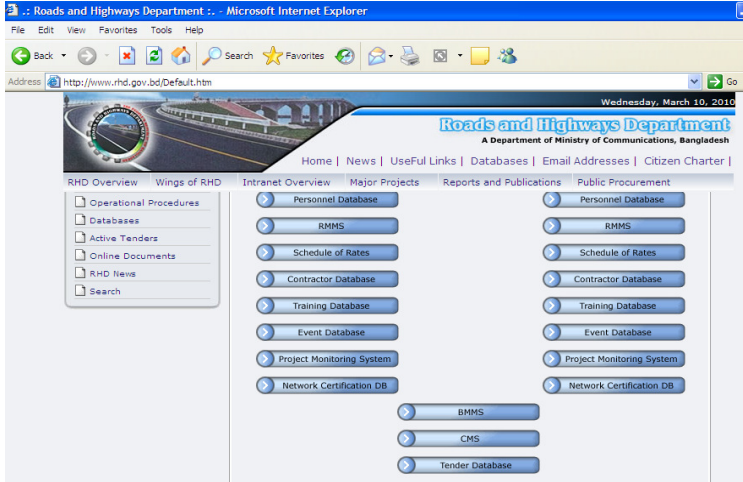 .: Roads and Highways Department :. - Microsoft Internet Explorer
File Edit View Favorites Tools Help
Back Search Favorites
Address http://www.rhd.gov.bd/Default.htm Go
Wednesday, March 10, 2010
Roads and Highways Department
A Department of Ministry of Communications, Bangladesh
Home | News | UseFul Links | Databases | Email Addresses | Citizen Charter |
RHD Overview Wings of RHD Intranet Overview Major Projects Reports and Publications Public Procurement
Operational Procedures
Databases
Active Tenders
Online Documents
RHD News
Search
Personnel Database Personnel Database
RMMS RMMS
Schedule of Rates Schedule of Rates
Contractor Database Contractor Database
Training Database Training Database
Event Database Event Database
Project Monitoring System Project Monitoring System
Network Certification DB Network Certification DB
BMMS
CMS
Tender Database